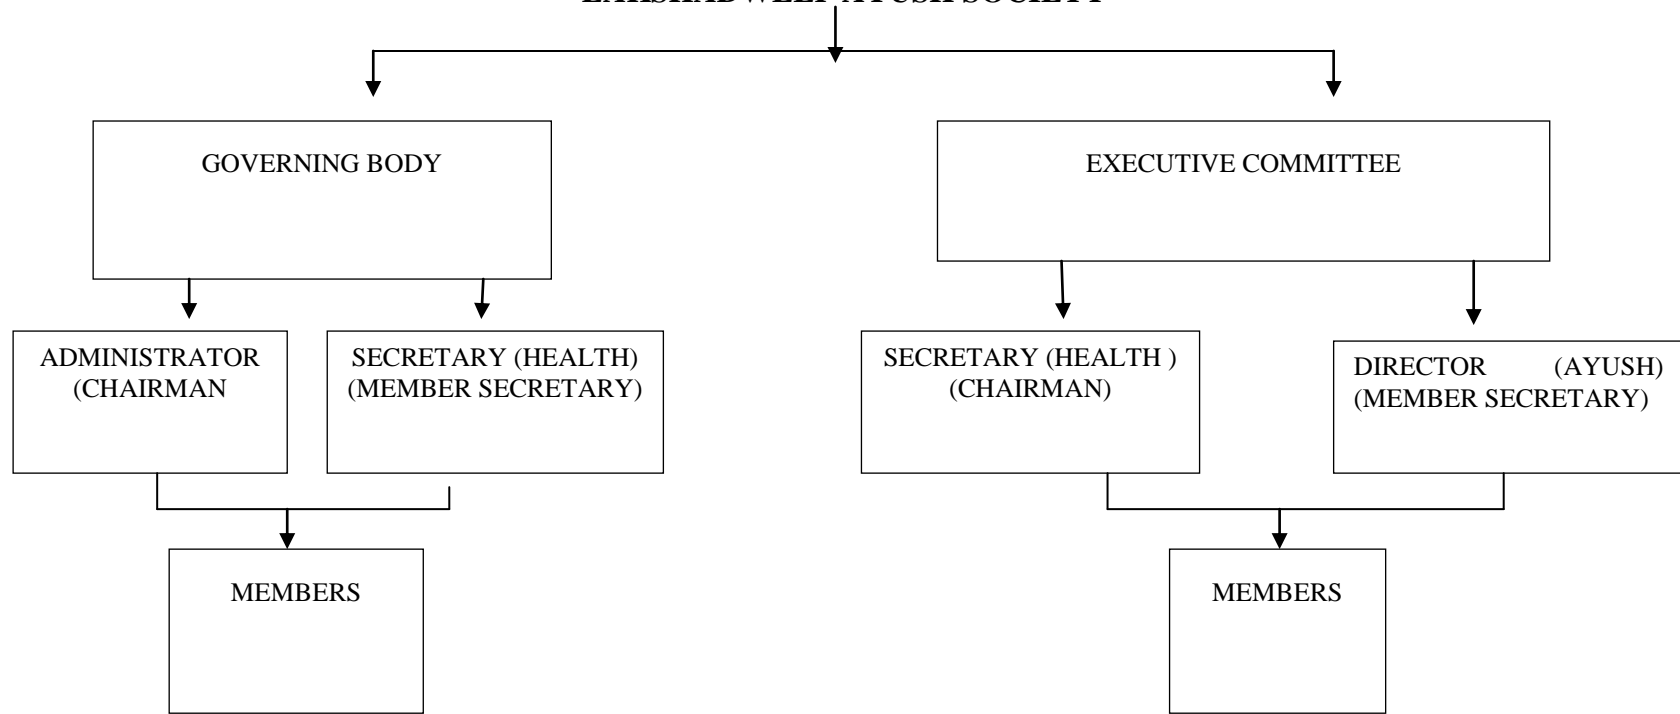 LAKSHADWEEP AYUSH SOCIETY
GOVERNING BODY
EXECUTIVE COMMITTEE
ADMINISTRATOR
(CHAIRMAN
SECRETARY (HEALTH)
(MEMBER SECRETARY)
SECRETARY (HEALTH )
(CHAIRMAN)
DIRECTOR (AYUSH)
(MEMBER SECRETARY)
MEMBERS
MEMBERS